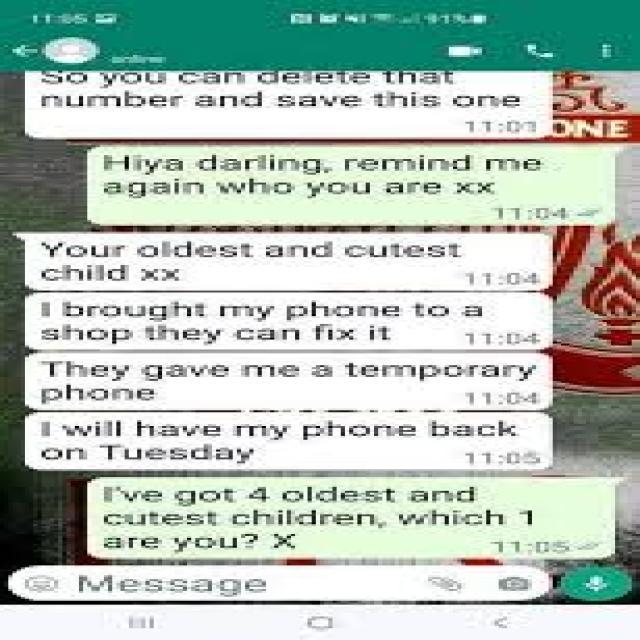 11:05
91%
So you can delete that
number and save this one
11:01
ONE
Hiya darling, remind me
again who you are xx
11:04
Your oldest and cutest
child xx
11:04
I brought my phone to a
shop they can fix it
11:04
They gave me a temporary
phone
11:04
I will have my phone back
on Tuesday
11:05
I've got 4 oldest and
cutest children, which 1
are you? X
11:05
Message